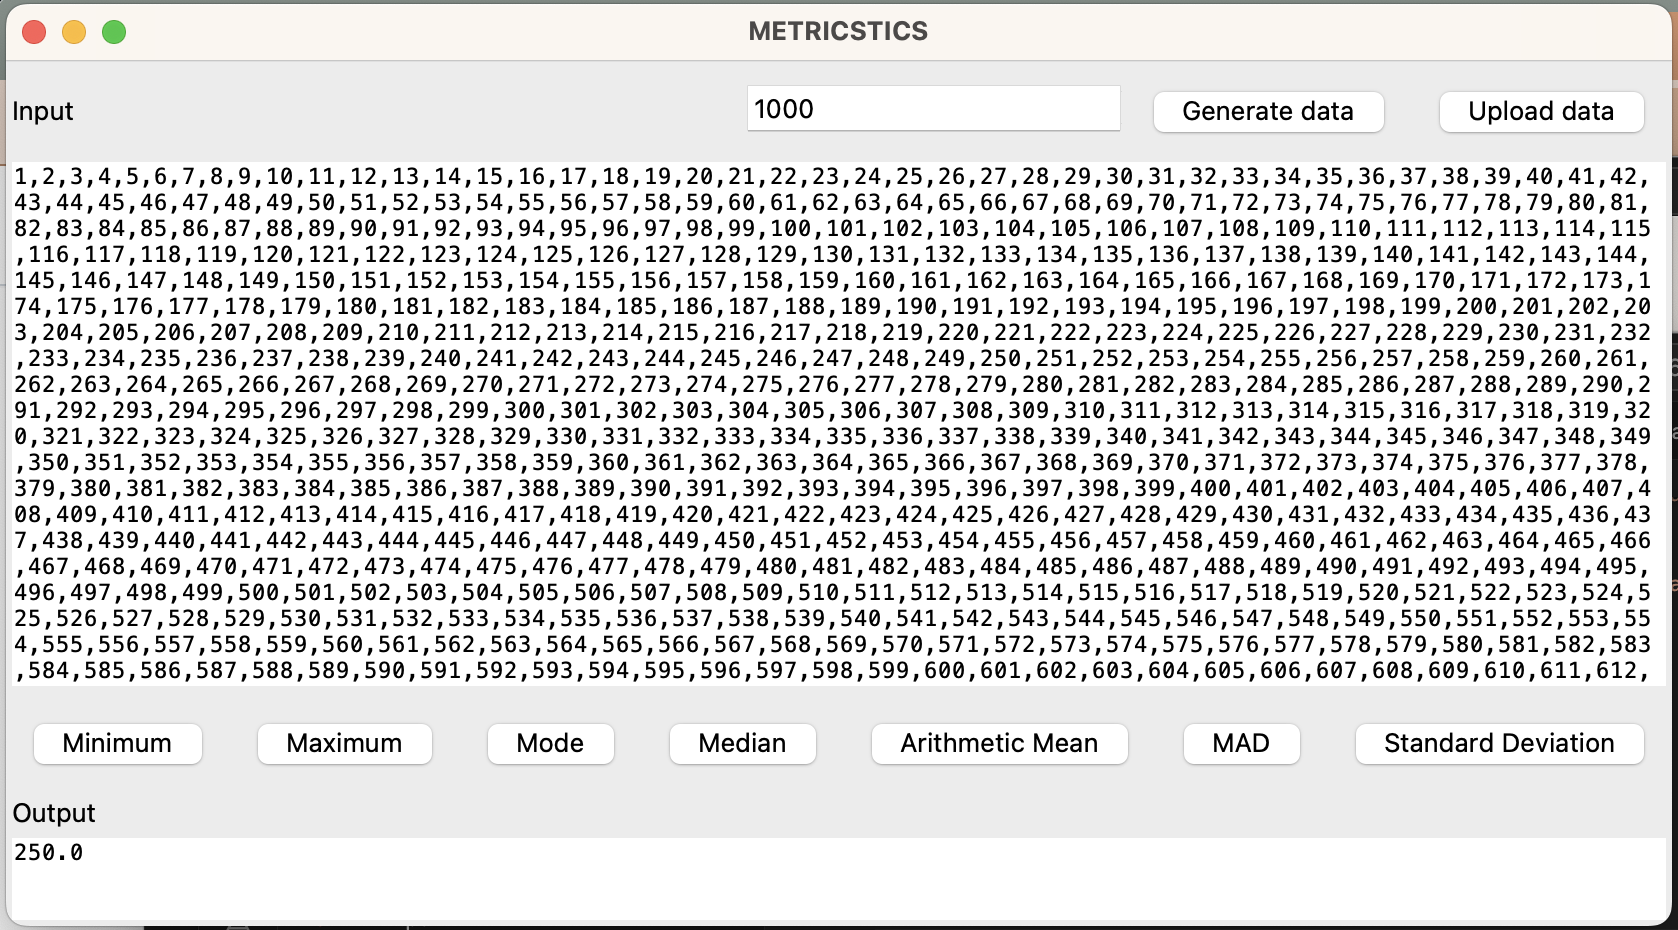 METRICSTICS
Input
1000
Generate data
Upload data
1,2,3,4,5,6,7,8,9,10,11,12,13,14,15,16,17,18,19,20,21,22,23,24,25,26,27,28,29,30,31,32,33,34,35,36,37,38,39,40,41,42,
43,44,45,46,47,48,49,50,51,52,53,54,55,56,57,58,59,60,61,62,63,64,65,66,67,68,69,70,71,72,73,74,75,76,77,78,79,80,81,
82,83,84,85,86,87,88,89,90,91,92,93,94,95,96,97,98,99,100,101,102,103,104,105,106,107,108,109,110,111,112,113,114,115
,116,117,118,119,120,121,122,123,124,125,126,127,128,129,130,131,132,133,134,135,136,137,138,139,140,141,142,143,144,
145,146,147,148,149,150,151,152,153,154,155,156,157,158,159,160,161,162,163,164,165,166,167,168,169,170,171,172,173,1
74,175,176,177,178,179,180,181,182,183,184,185,186,187,188,189,190,191,192,193,194,195,196,197,198,199,200,201,202,20
3,204,205,206,207,208,209,210,211,212,213,214,215,216,217,218,219,220,221,222,223,224,225,226,227,228,229,230,231,232
,233,234,235,236,237,238,239,240,241,242,243,244,245,246,247,248,249,250,251,252,253,254,255,256,257,258,259,260,261,
262,263,264,265,266,267,268,269,270,271,272,273,274,275,276,277,278,279,280,281,282,283,284,285,286,287,288,289,290,2
91,292,293,294,295,296,297,298,299,300,301,302,303,304,305,306,307,308,309,310,311,312,313,314,315,316,317,318,319,32
0,321,322,323,324,325,326,327,328,329,330,331,332,333,334,335,336,337,338,339,340,341,342,343,344,345,346,347,348,349
,350,351,352,353,354,355,356,357,358,359,360,361,362,363,364,365,366,367,368,369,370,371,372,373,374,375,376,377,378,
379,380,381,382,383,384,385,386,387,388,389,390,391,392,393,394,395,396,397,398,399,400,401,402,403,404,405,406,407,4
08,409,410,411,412,413,414,415,416,417,418,419,420,421,422,423,424,425,426,427,428,429,430,431,432,433,434,435,436,43
7,438,439,440,441,442,443,444,445,446,447,448,449,450,451,452,453,454,455,456,457,458,459,460,461,462,463,464,465,466
,467,468,469,470,471,472,473,474,475,476,477,478,479,480,481,482,483,484,485,486,487,488,489,490,491,492,493,494,495,
496,497,498,499,500,501,502,503,504,505,506,507,508,509,510,511,512,513,514,515,516,517,518,519,520,521,522,523,524,5
25,526,527,528,529,530,531,532,533,534,535,536,537,538,539,540,541,542,543,544,545,546,547,548,549,550,551,552,553,55
4,555,556,557,558,559,560,561,562,563,564,565,566,567,568,569,570,571,572,573,574,575,576,577,578,579,580,581,582,583
,584,585,586,587,588,589,590,591,592,593,594,595,596,597,598,599,600,601,602,603,604,605,606,607,608,609,610,611,612,
Minimum
Maximum
Mode
Median
Arithmetic Mean
MAD
Standard Deviation
Output
250.0